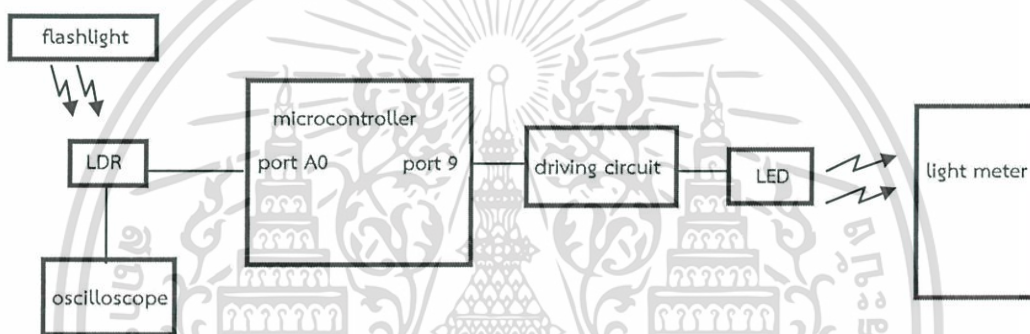 flashlight
microcontroller
LDR
port A0
port 9
driving circuit
LED
light meter
oscilloscope